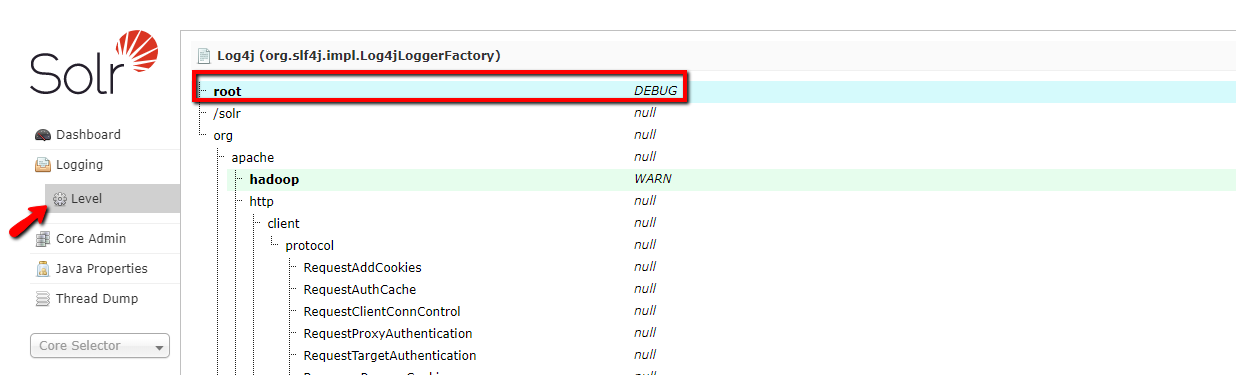 Solr
Dashboard
Logging
Level
Core Admin
Java Properties
Thread Dump
Core Selector
Log4j (org.slf4j.impl.Log4jLoggerFactory)
root DEBUG
/solr null
org null
apache null
hadoop WARN
http null
client null
protocol null
RequestAddCookies null
RequestAuthCache null
RequestClientConnControl null
RequestProxyAuthentication null
RequestTargetAuthentication null